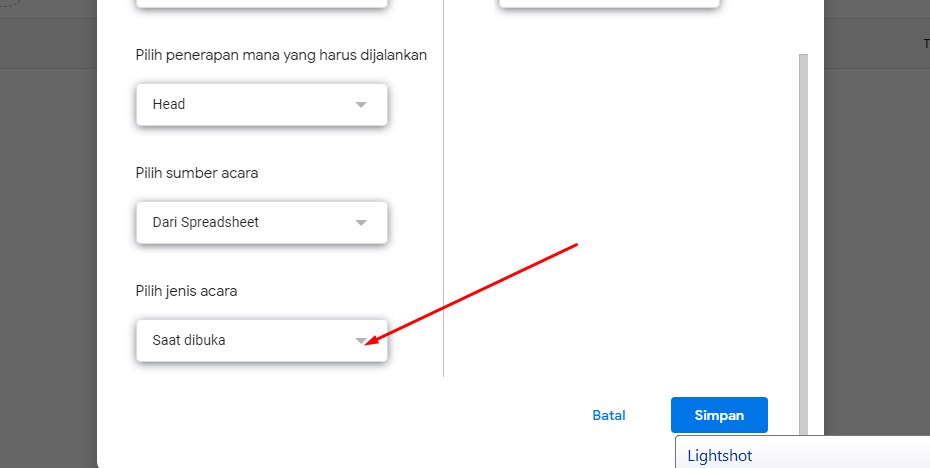 Pilih penerapan mana yang harus dijalankan
Head
Pilih sumber acara
Dari Spreadsheet
Pilih jenis acara
Saat dibuka
Batal
Simpan
Lightshot